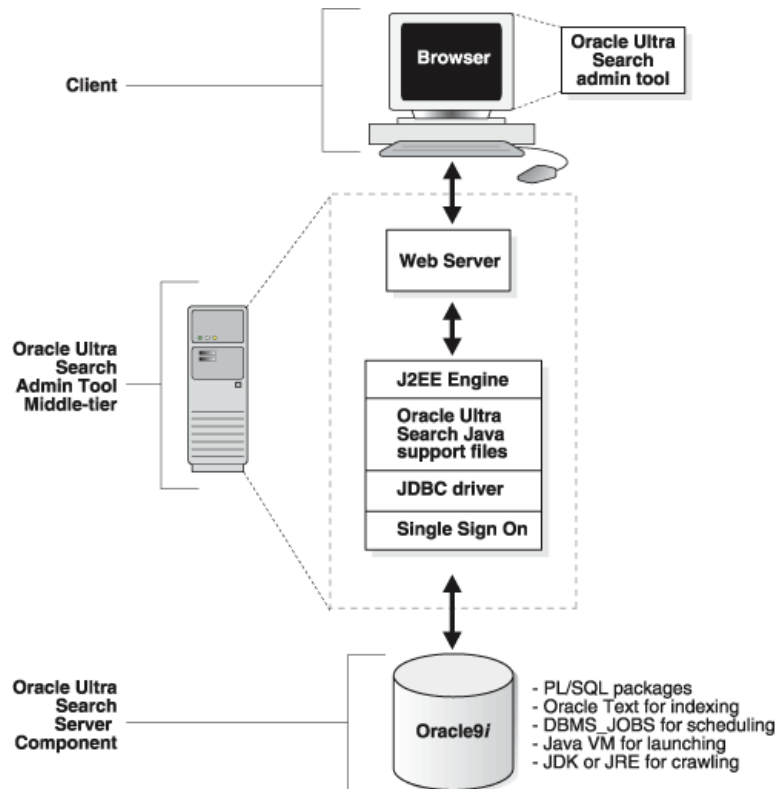 Browser
Oracle Ultra
Search
admin tool
Client
Web Server
Oracle Ultra
Search
Admin Tool
Middle-tier
J2EE Engine
Oracle Ultra
Search Java
support files
JDBC driver
Single Sign On
Oracle Ultra
Search
Server
Component
Oracle9i
- PL/SQL packages
- Oracle Text for indexing
- DBMS_JOBS for scheduling
- Java VM for launching
- JDK or JRE for crawling